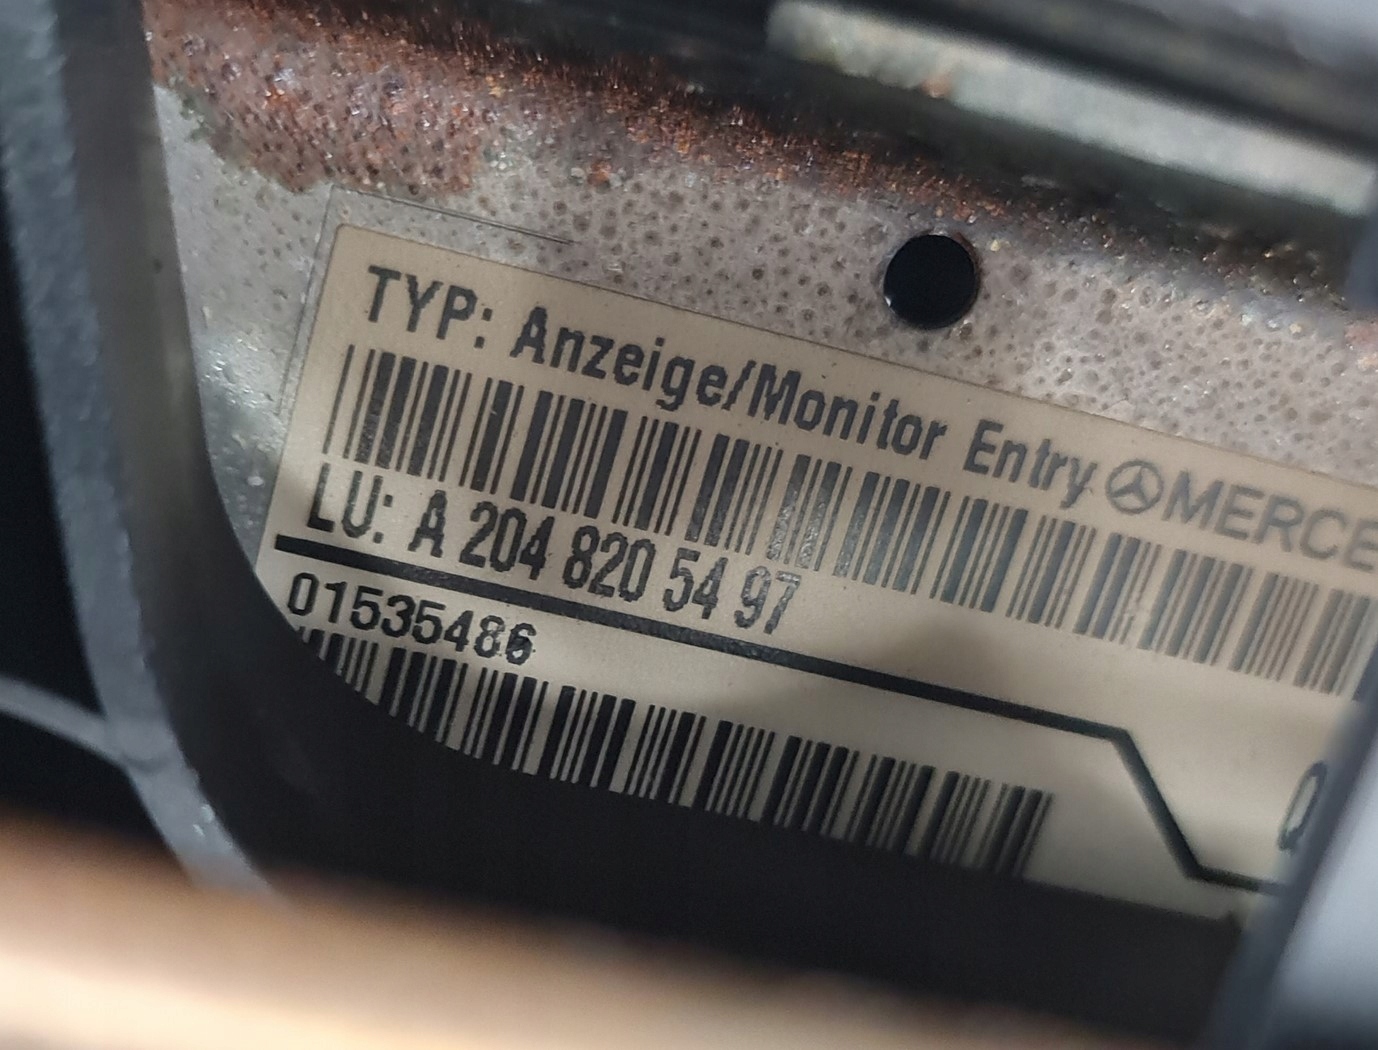 TYP: Anzeige/Monitor Entry MERCE
LU: A 204 820 54 97
01535486
Q